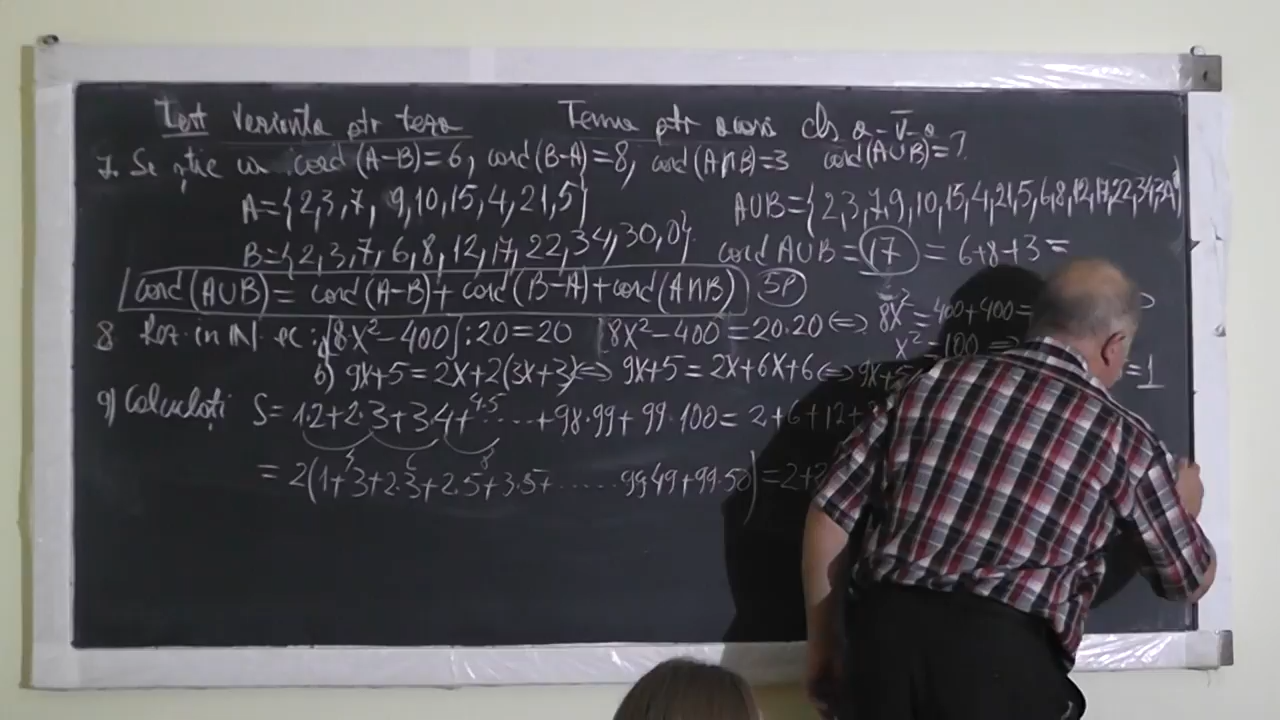 Test Varianta ptr teza Tema ptr acasă cls a-V-a
7. Se știe că card (A-B)=6, card (B-A)=8, card (A∩B)=3 card(A∪B)=?
A={2,3,7, 9,10,15,4,21,5} A∪B={2,3,7,9,10,15,4,21,5,6,8,12,17,22,34,30,
B={2,3,7,6,8,12,17,22,34,30,0}. card A∪B = 17 = 6+8+3=
card (A∪B) = card (A-B)+ card (B-A)+card (A∩B) 5P
8 Rez. in ℕ ec: [8x²-400]:20=20 [8x²-400 = 20.20 <=> 8x² = 400+400=
x² = 100 =>
b) 9x+5 = 2x+2(3x+3) <=> 9x+5 = 2x+6x+6 <=> 9x+5 =1
9) Calculați S= 1.2+2.3+3.4+4.5.....+98.99+99.100= 2+6+12+
= 2(1+3+2.3+2.5+3.5+ ...... 99.49+99.50)=2+